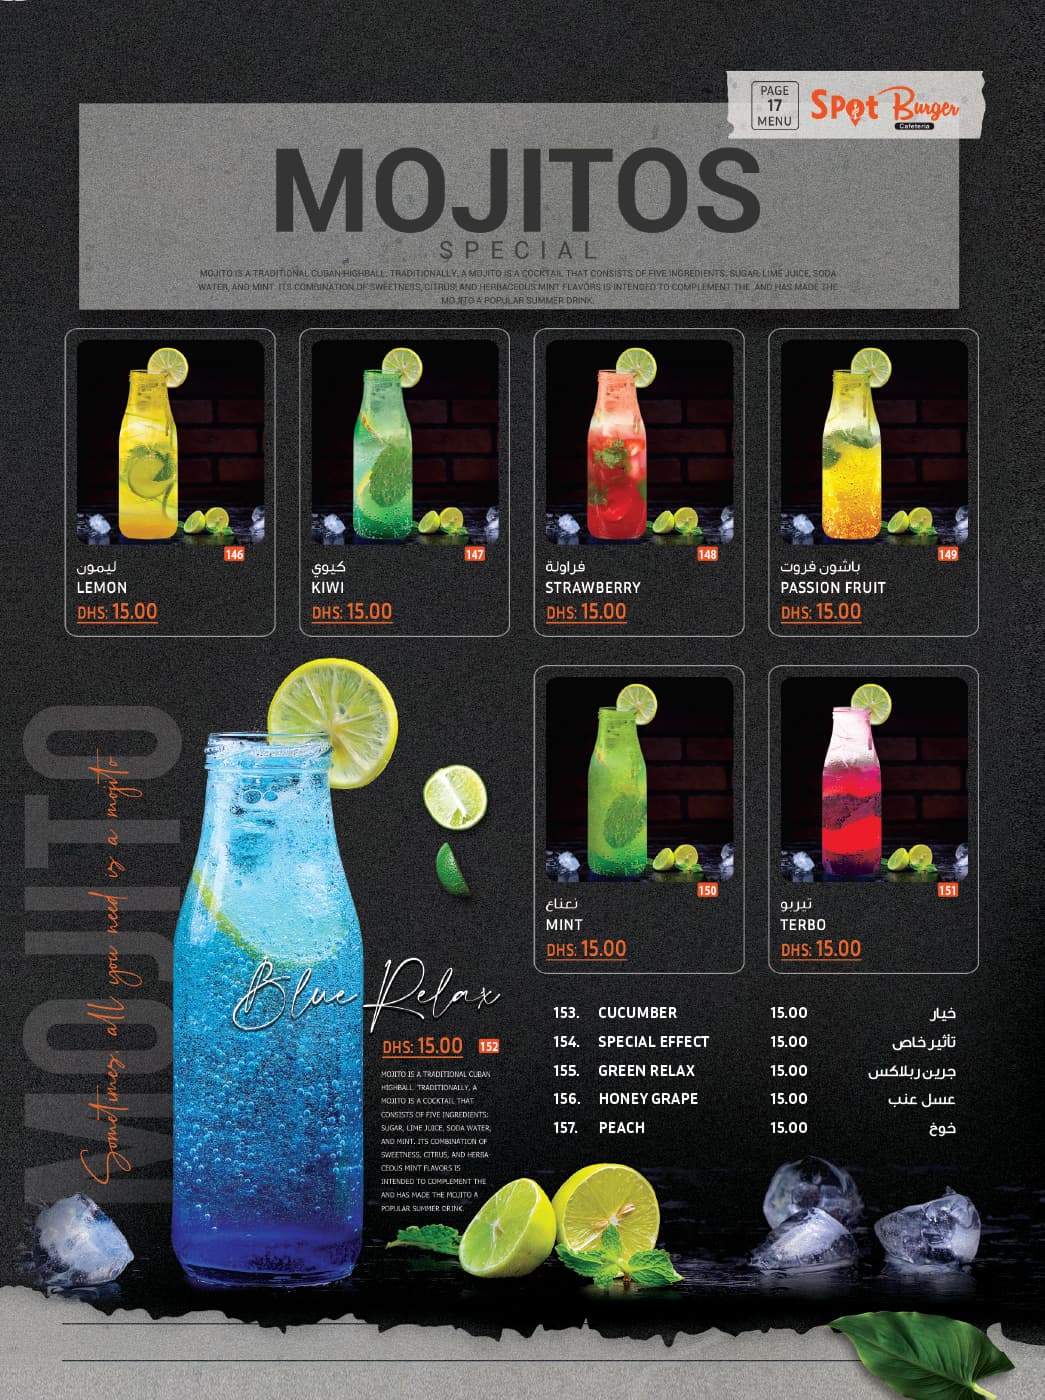 PAGE
17
MENU
Spot Burger
Cafeteria
MOJITOS
SPECIAL
MOJITO IS A TRADITIONAL CUBAN HIGHBALL. TRADITIONALLY, A MOJITO IS A COCKTAIL THAT CONSISTS OF FIVE INGREDIENTS: SUGAR, LIME JUICE, SODA
WATER, AND MINT. ITS COMBINATION OF SWEETNESS, CITRUS, AND HERBACEOUS MINT FLAVORS IS INTENDED TO COMPLEMENT THE, AND HAS MADE THE
MOJITO A POPULAR SUMMER DRINK.
146
ليمون
LEMON
DHS: 15.00
147
كيوي
KIWI
DHS: 15.00
148
فراولة
STRAWBERRY
DHS: 15.00
149
باشون فروت
PASSION FRUIT
DHS: 15.00
MOJITO
Sometimes all you need is a mojito
150
نعناع
MINT
DHS: 15.00
151
تيربو
TERBO
DHS: 15.00
Blue Relax
DHS: 15.00 152
MOJITO IS A TRADITIONAL CUBAN
HIGHBALL. TRADITIONALLY, A
MOJITO IS A COCKTAIL THAT
CONSISTS OF FIVE INGREDIENTS:
SUGAR, LIME JUICE, SODA WATER,
AND MINT. ITS COMBINATION OF
SWEETNESS, CITRUS, AND HERBA
CEOUS MINT FLAVORS IS
INTENDED TO COMPLEMENT THE
AND HAS MADE THE MOJITO A
POPULAR SUMMER DRINK.
153. CUCUMBER 15.00 خيار
154. SPECIAL EFFECT 15.00 تأثير خاص
155. GREEN RELAX 15.00 جرين ريلاكس
156. HONEY GRAPE 15.00 عسل عنب
157. PEACH 15.00 خوخ